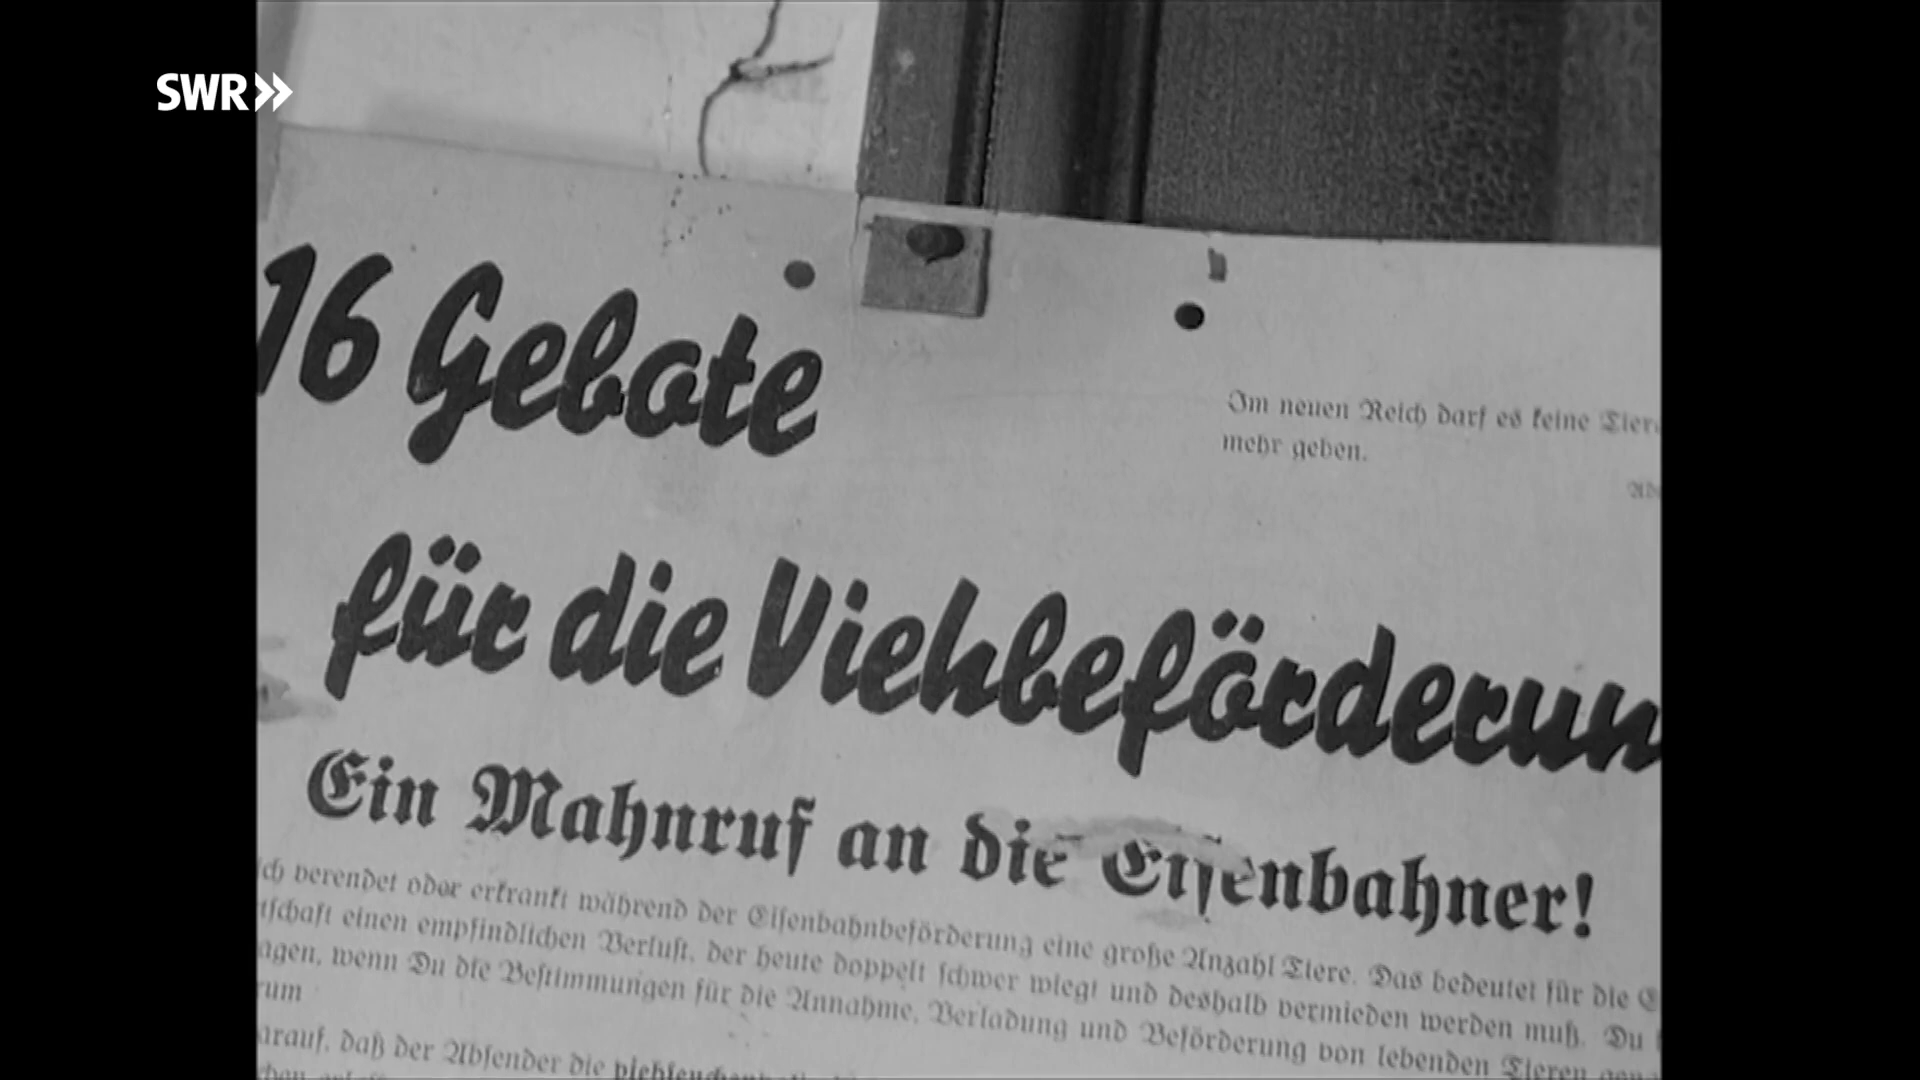 SWR
16 Gebote
Im neuen Reich darf es keine
mehr geben.
für die Viehbeförderun
Ein Mahnruf an die Eisenbahner!
verendet oder erkrankt während der Eisenbahnbeförderung eine große Anzahl Tiere. Das bedeutet für die
einen empfindlichen Verlust, der heute doppelt schwer wiegt und deshalb vermieden werden muß. Du
wenn Du die Bestimmungen für die Annahme, Verladung und Beförderung von lebenden Tieren
daß der Absender die